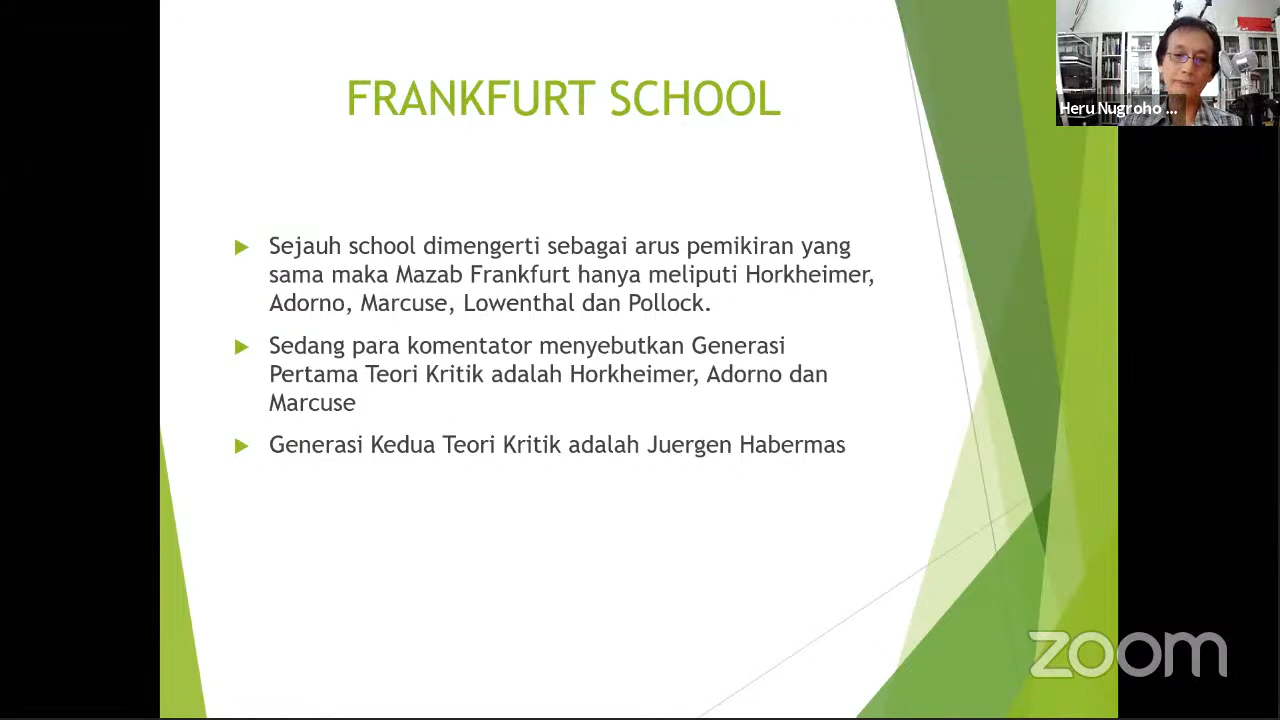 FRANKFURT SCHOOL
Heru Nugroho ...
Sejauh school dimengerti sebagai arus pemikiran yang
sama maka Mazab Frankfurt hanya meliputi Horkheimer,
Adorno, Marcuse, Lowenthal dan Pollock.
Sedang para komentator menyebutkan Generasi
Pertama Teori Kritik adalah Horkheimer, Adorno dan
Marcuse
Generasi Kedua Teori Kritik adalah Juergen Habermas
zoom